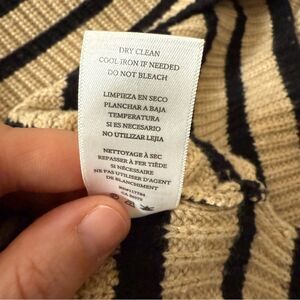 DRY CLEAN
COOL IRON IF NEEDED
DO NOT BLEACH
LIMPIEZA EN SECO
PLANCHAR A BAJA
TEMPERATURA
SI ES NECESARIO
NO UTILIZAR LEJIA
NETTOYAGE À SEC
REPASSER À FER TIÈDE
SI NÉCESSAIRE
NE PAS UTILISER D'AGENT
DE BLANCHIMENT